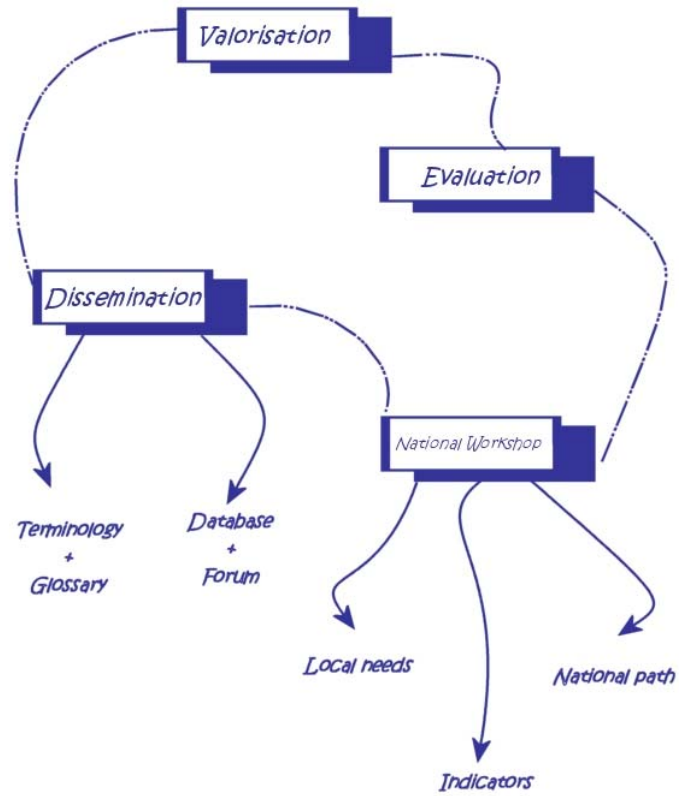 Valorisation
Evaluation
Dissemination
National Workshop
Terminology
+
Glossary
Database
+
Forum
Local needs
National path
Indicators